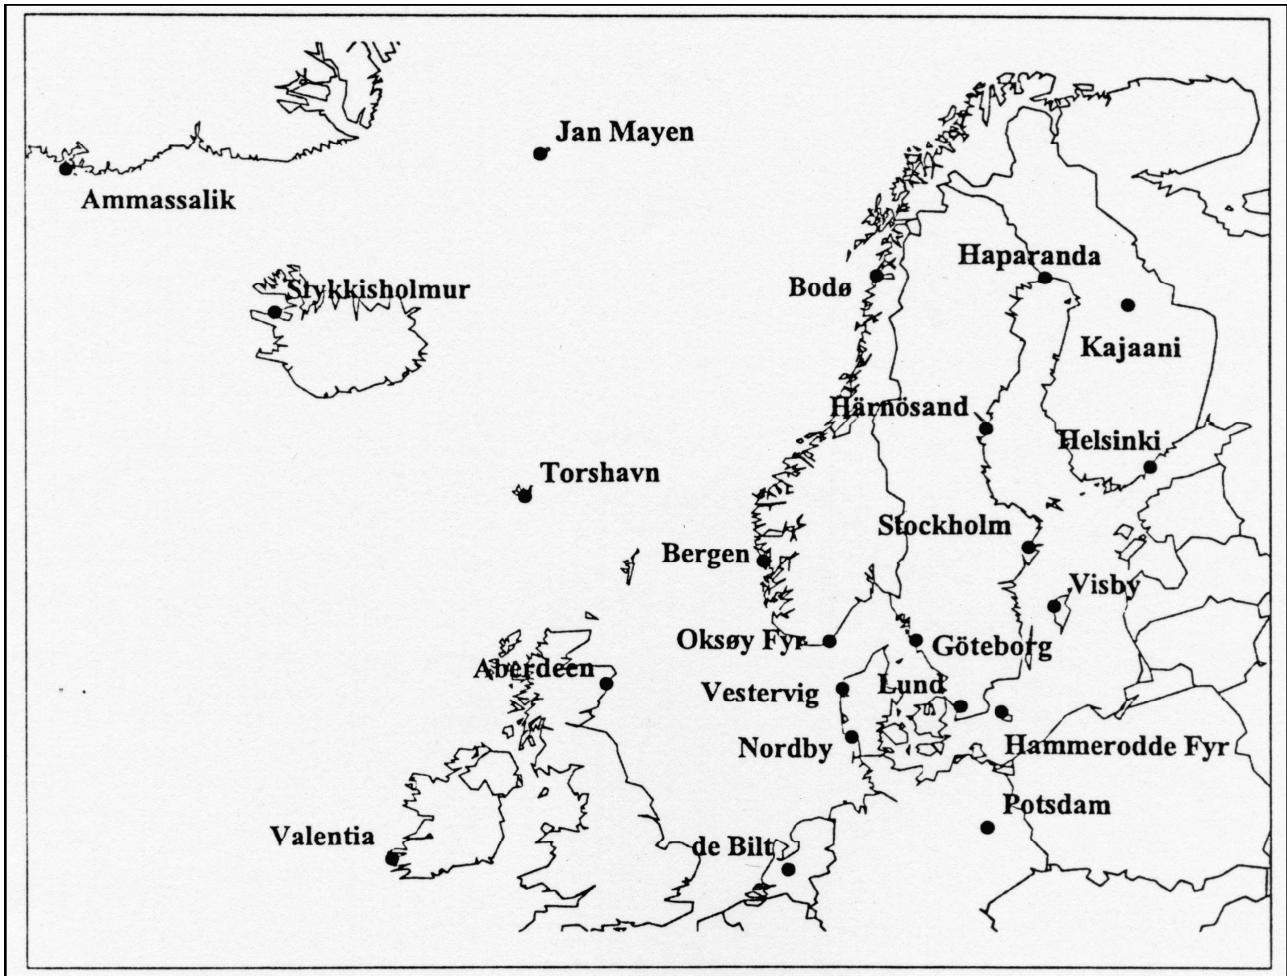 Jan Mayen
Ammassalik
Haparanda
Stykkisholmur
Bodø
Kajaani
Härnösand
Helsinki
Torshavn
Stockholm
Bergen
Visby
Oksøy Fyr
Göteborg
Aberdeen
Vestervig
Lund
Nordby
Hammerodde Fyr
Potsdam
Valentia
de Bilt